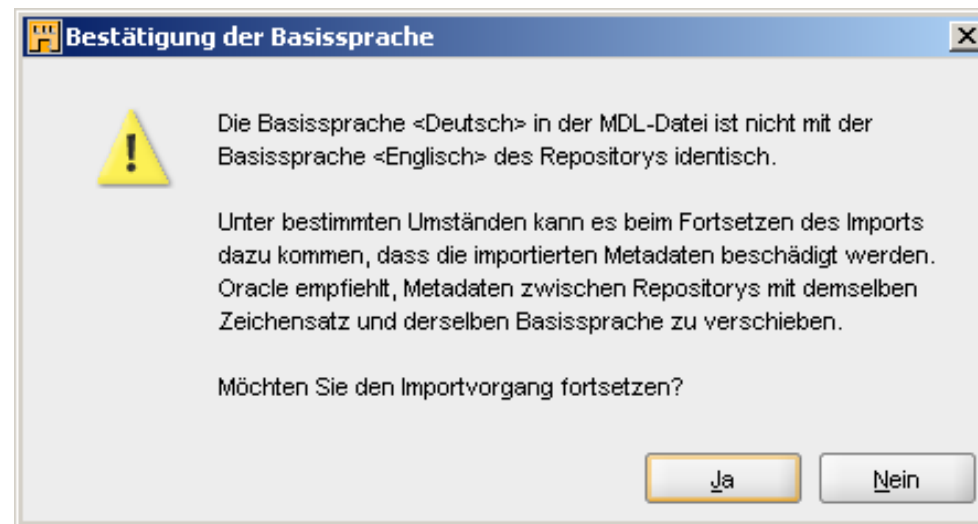 Bestätigung der Basissprache
Die Basissprache <Deutsch> in der MDL-Datei ist nicht mit der
Basissprache <Englisch> des Repositorys identisch.
Unter bestimmten Umständen kann es beim Fortsetzen des Imports
dazu kommen, dass die importierten Metadaten beschädigt werden.
Oracle empfiehlt, Metadaten zwischen Repositorys mit demselben
Zeichensatz und derselben Basissprache zu verschieben.
Möchten Sie den Importvorgang fortsetzen?
Ja Nein